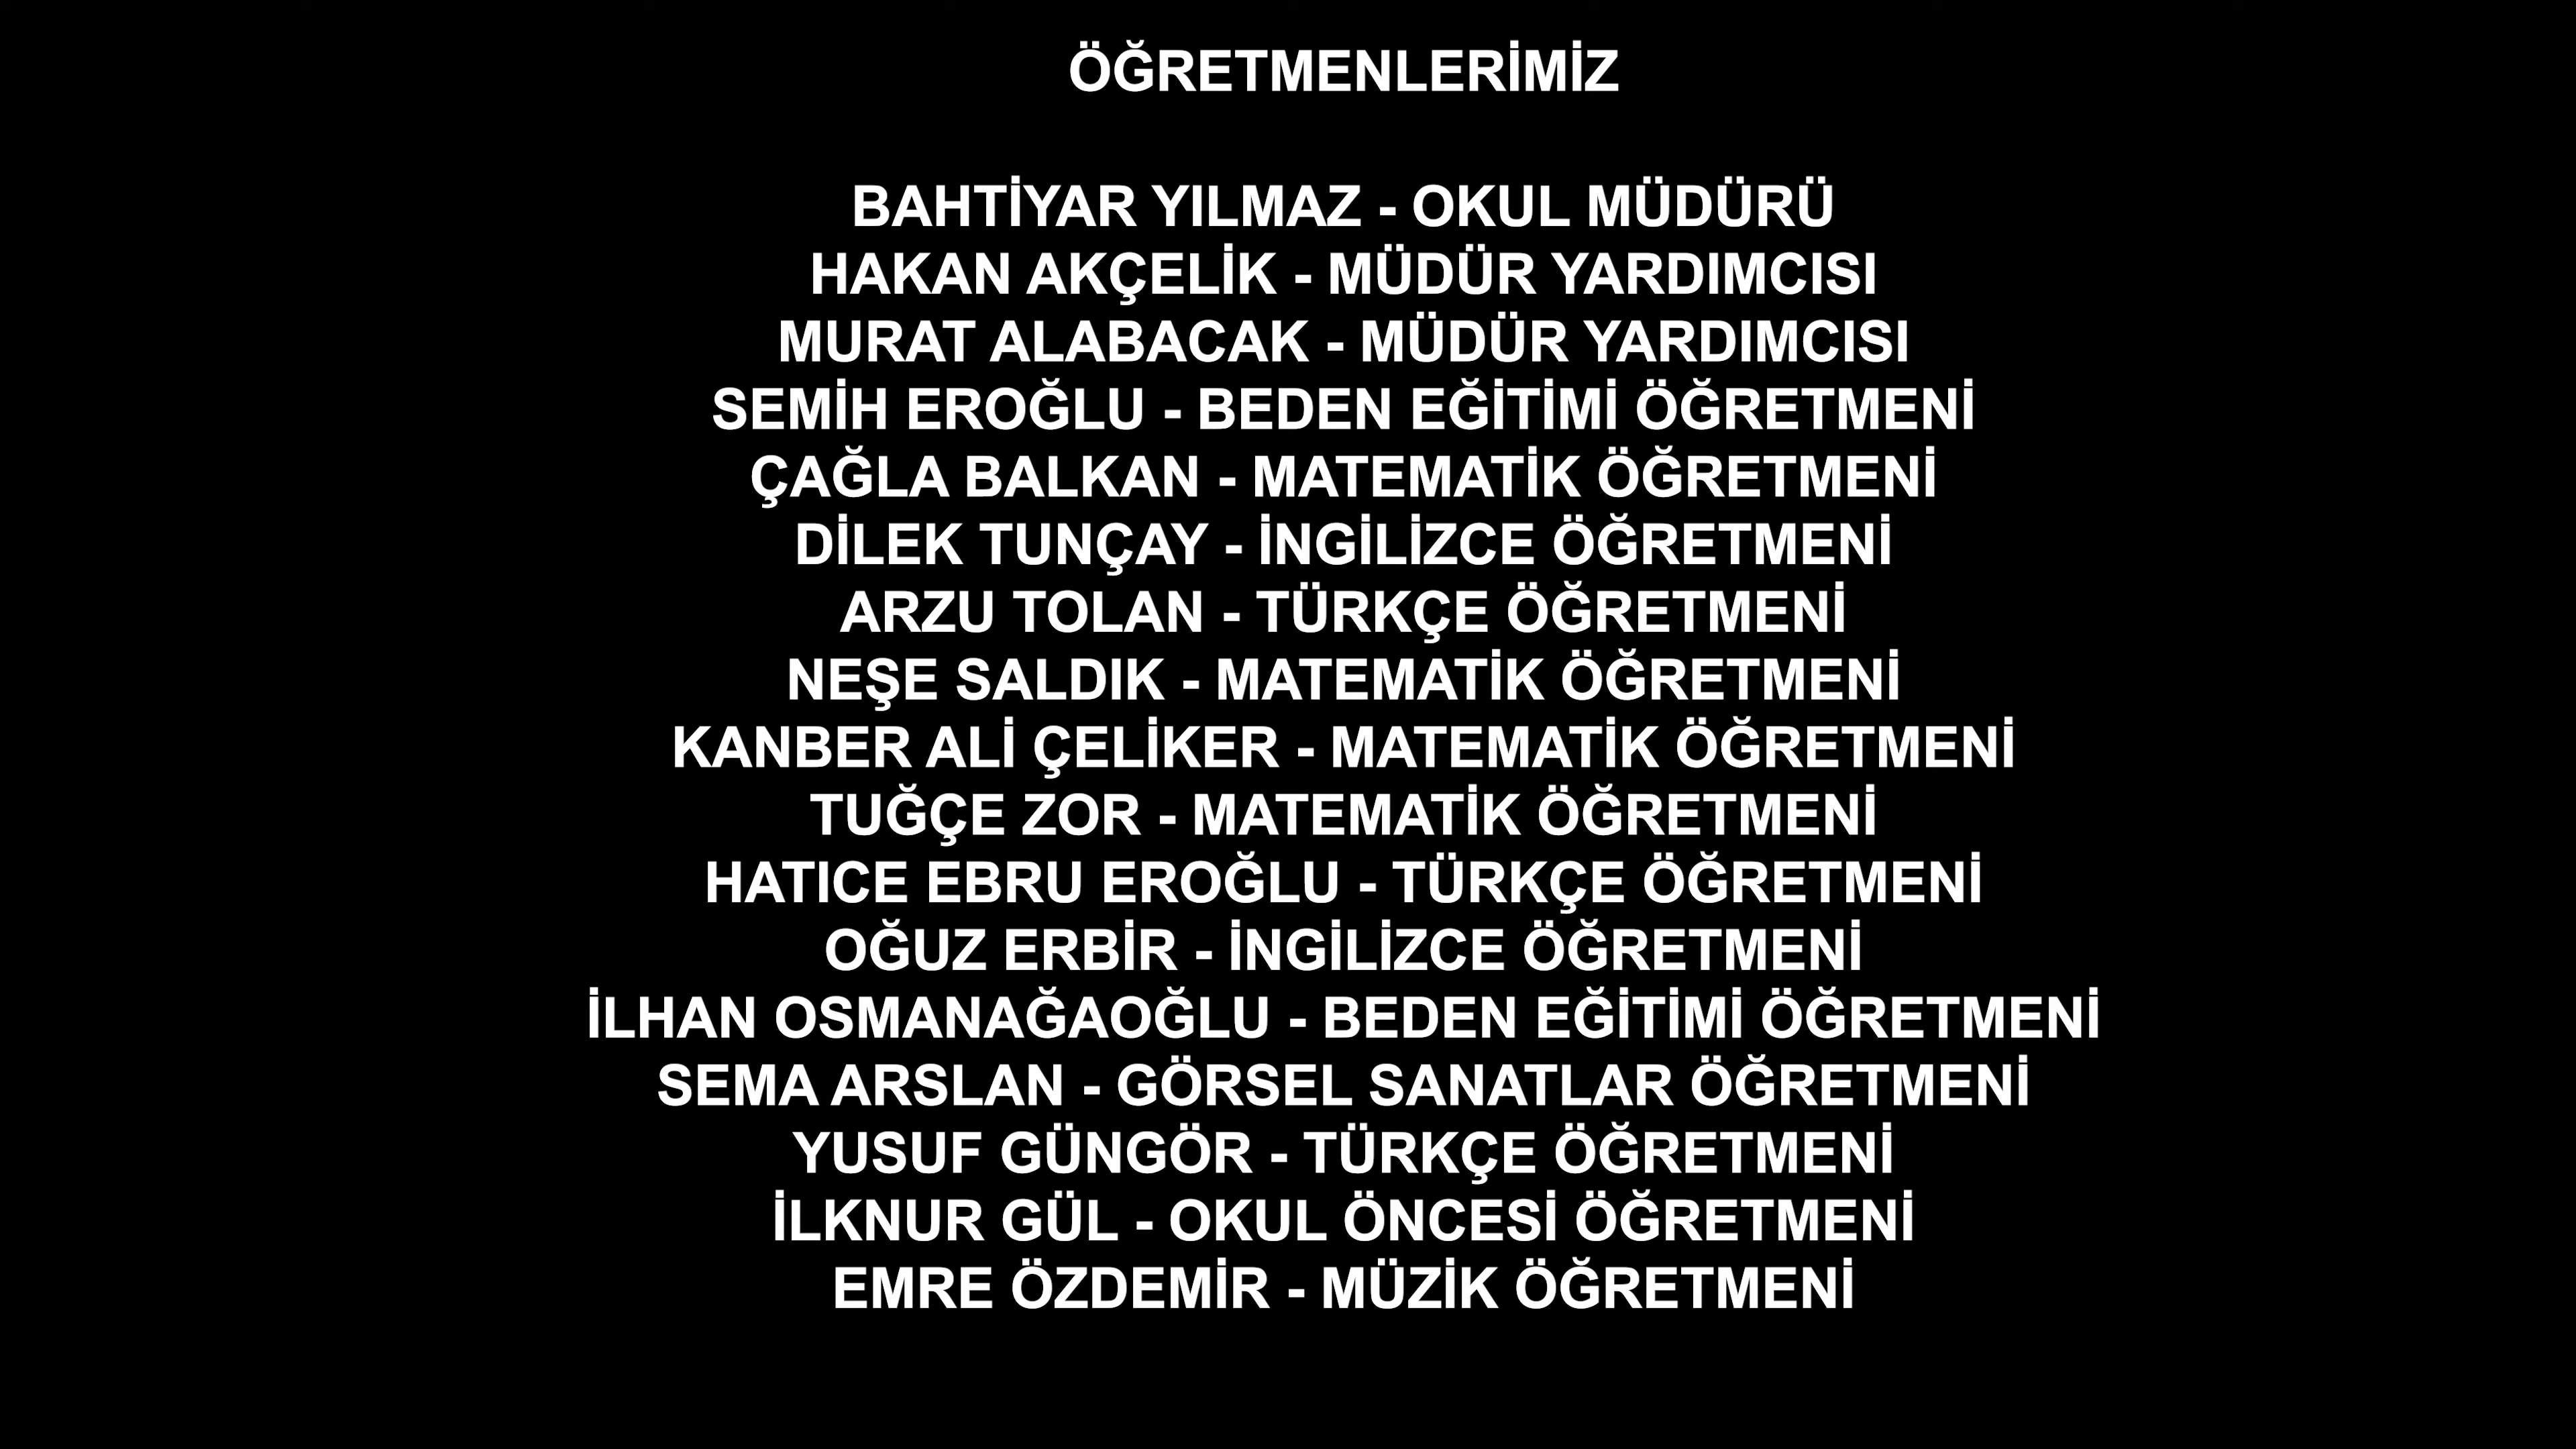 ÖĞRETMENLERİMİZ
BAHTİYAR YILMAZ - OKUL MÜDÜRÜ
HAKAN AKÇELİK - MÜDÜR YARDIMCISI
MURAT ALABACAK - MÜDÜR YARDIMCISI
SEMİH EROĞLU - BEDEN EĞİTİMİ ÖĞRETMENİ
ÇAĞLA BALKAN - MATEMATİK ÖĞRETMENİ
DİLEK TUNÇAY - İNGİLİZCE ÖĞRETMENİ
ARZU TOLAN - TÜRKÇE ÖĞRETMENİ
NEŞE SALDIK - MATEMATİK ÖĞRETMENİ
KANBER ALİ ÇELİKER - MATEMATİK ÖĞRETMENİ
TUĞÇE ZOR - MATEMATİK ÖĞRETMENİ
HATICE EBRU EROĞLU - TÜRKÇE ÖĞRETMENİ
OĞUZ ERBİR - İNGİLİZCE ÖĞRETMENİ
İLHAN OSMANAĞAOĞLU - BEDEN EĞİTİMİ ÖĞRETMENİ
SEMA ARSLAN - GÖRSEL SANATLAR ÖĞRETMENİ
YUSUF GÜNGÖR - TÜRKÇE ÖĞRETMENİ
İLKNUR GÜL - OKUL ÖNCESİ ÖĞRETMENİ
EMRE ÖZDEMİR - MÜZİK ÖĞRETMENİ